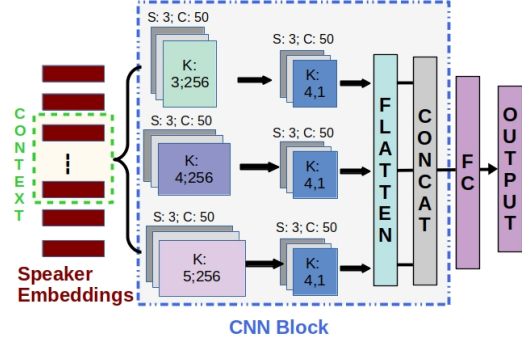 CONTEXT
Speaker
Embeddings
S: 3; C: 50
K:
3;256
S: 3; C: 50
K:
4,1
S: 3; C: 50
K:
4;256
S: 3; C: 50
K:
4,1
S: 3; C: 50
K:
5;256
S: 3; C: 50
K:
4,1
FLATTEN
CONCAT
FC
OUTPUT
CNN Block